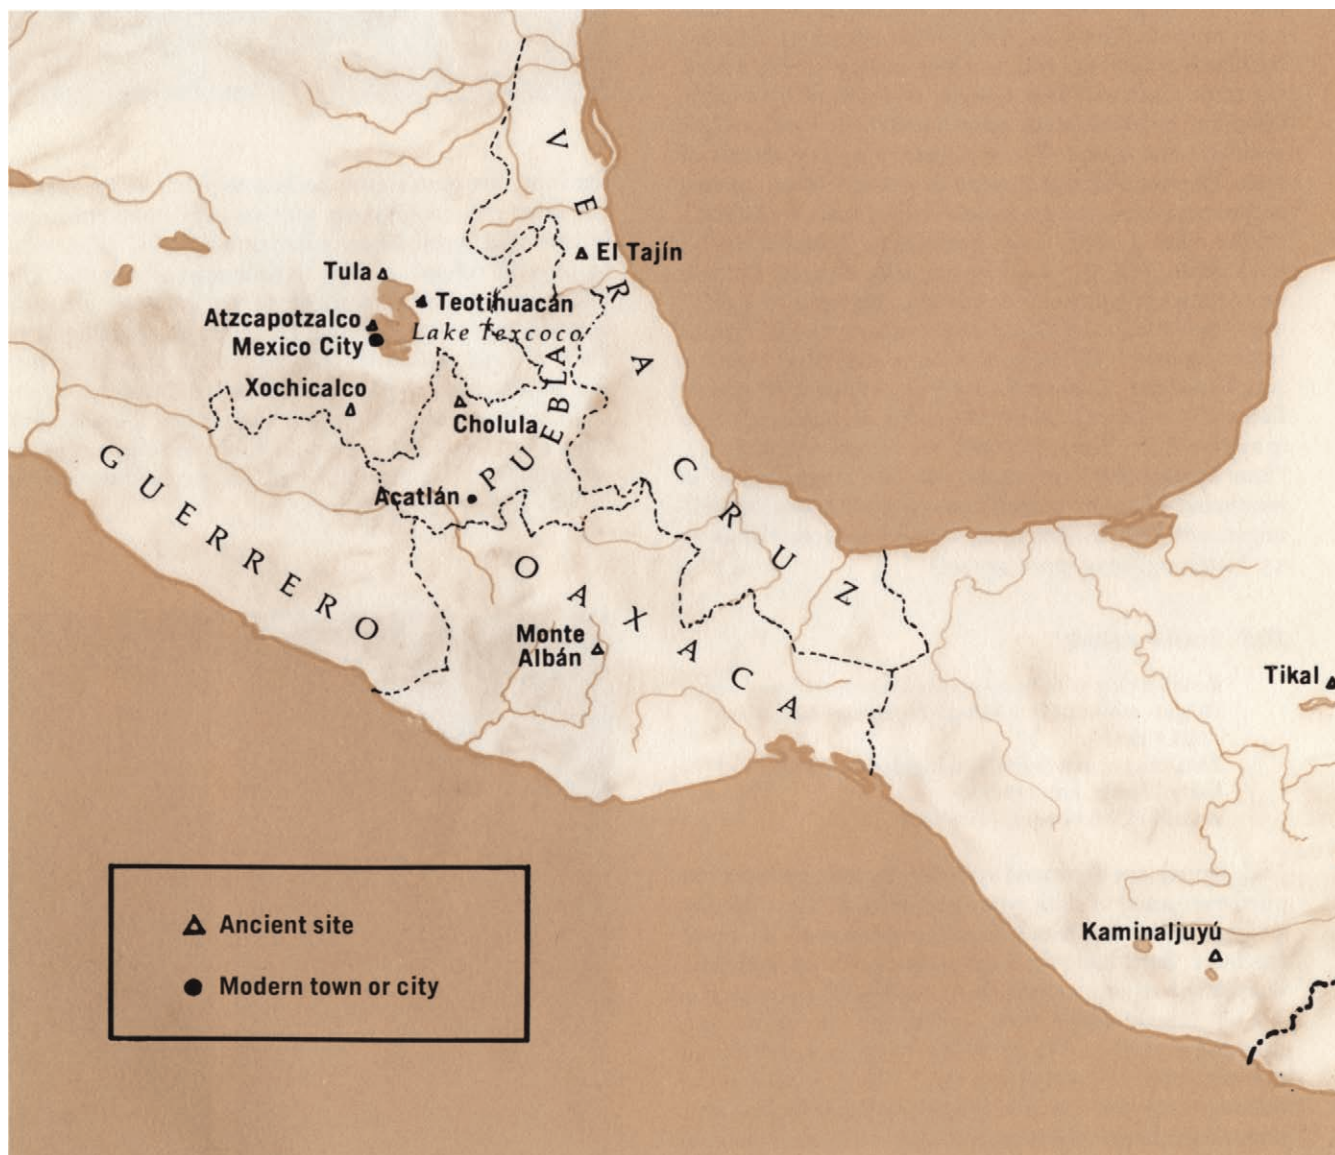 VERACRUZ
El Tajín
Tula
Teotihuacán
Atzcapotzalco
Lake Texcoco
Mexico City
Xochicalco
Cholula
PUEBLA
GUERRERO
Acatlán
OAXACA
Monte
Albán
Tikal
Kaminaljuyú
Ancient site
Modern town or city